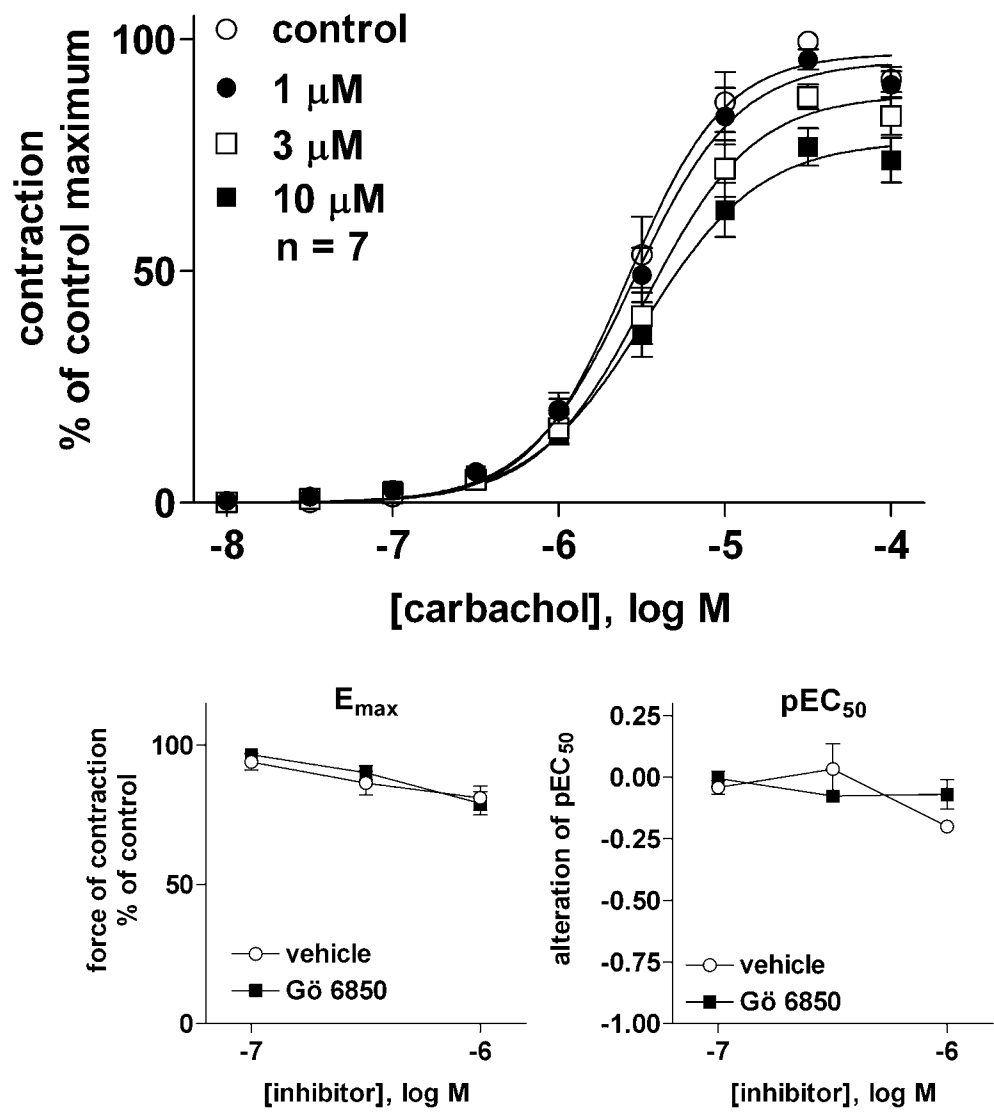 control
1 μM
3 μM
10 μM
n = 7
contraction
% of control maximum
100
50
0
-8 -7 -6 -5 -4
[carbachol], log M
Emax
force of contraction
% of control
100
50
0
vehicle
Gö 6850
-7 -6
[inhibitor], log M
pEC50
alteration of pEC50
0.25
0.00
-0.25
-0.50
-0.75
-1.00
vehicle
Gö 6850
-7 -6
[inhibitor], log M